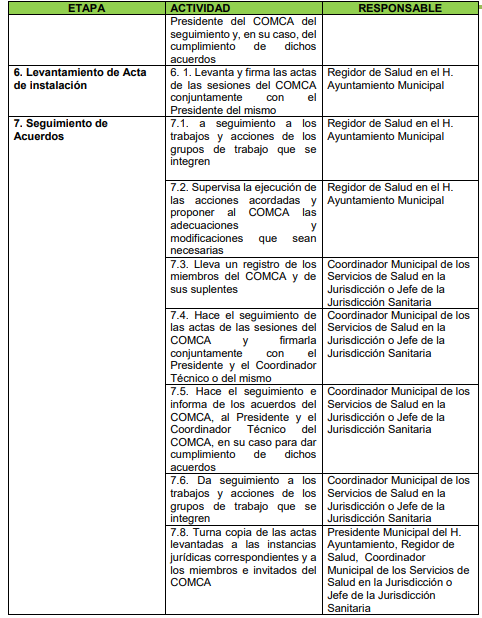 ETAPA ACTIVIDAD RESPONSABLE
Presidente del COMCA del
seguimiento y, en su caso, del
cumplimiento de dichos
acuerdos
6. Levantamiento de Acta
de instalación
6. 1. Levanta y firma las actas
de las sesiones del COMCA
conjuntamente con el
Presidente del mismo
Regidor de Salud en el H.
Ayuntamiento Municipal
7. Seguimiento de
Acuerdos
7.1. a seguimiento a los
trabajos y acciones de los
grupos de trabajo que se
integren
Regidor de Salud en el H.
Ayuntamiento Municipal
7.2. Supervisa la ejecución de
las acciones acordadas y
proponer al COMCA las
adecuaciones y
modificaciones que sean
necesarias
Regidor de Salud en el H.
Ayuntamiento Municipal
7.3. Lleva un registro de los
miembros del COMCA y de
sus suplentes
Coordinador Municipal de los
Servicios de Salud en la
Jurisdicción o Jefe de la
Jurisdicción Sanitaria
7.4. Hace el seguimiento de
las actas de las sesiones del
COMCA y firmarla
conjuntamente con el
Presidente y el Coordinador
Técnico o del mismo
Coordinador Municipal de los
Servicios de Salud en la
Jurisdicción o Jefe de la
Jurisdicción Sanitaria
7.5. Hace el seguimiento e
informa de los acuerdos del
COMCA, al Presidente y el
Coordinador Técnico del
COMCA, en su caso para dar
cumplimiento de dichos
acuerdos
Coordinador Municipal de los
Servicios de Salud en la
Jurisdicción o Jefe de la
Jurisdicción Sanitaria
7.6. Da seguimiento a los
trabajos y acciones de los
grupos de trabajo que se
integren
Coordinador Municipal de los
Servicios de Salud en la
Jurisdicción o Jefe de la
Jurisdicción Sanitaria
7.8. Turna copia de las actas
levantadas a las instancias
jurídicas correspondientes y a
los miembros e invitados del
COMCA
Presidente Municipal del H.
Ayuntamiento, Regidor de
Salud, Coordinador
Municipal de los Servicios de
Salud en la Jurisdicción o
Jefe de la Jurisdicción
Sanitaria